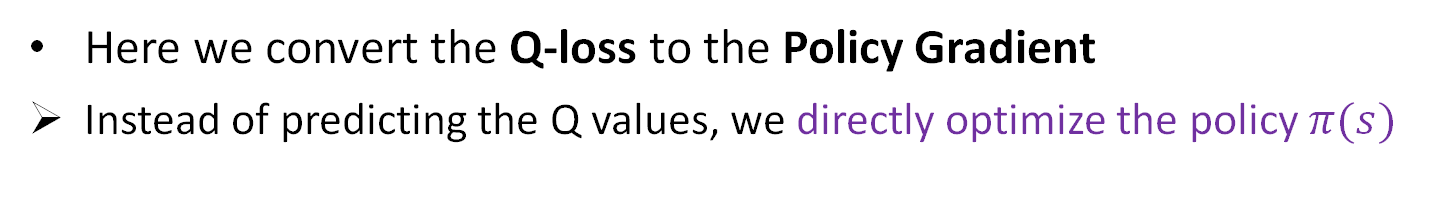 • Here we convert the Q-loss to the Policy Gradient
➢ Instead of predicting the Q values, we directly optimize the policy π(s)